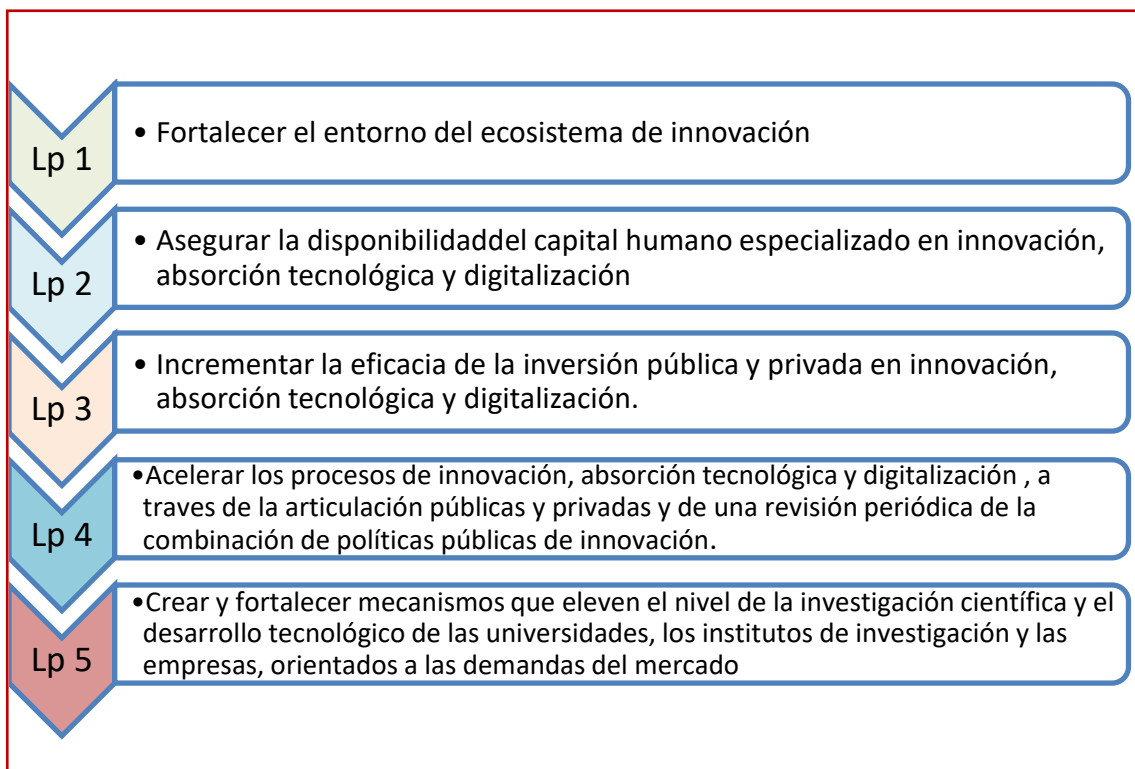 Lp 1
• Fortalecer el entorno del ecosistema de innovación
Lp 2
• Asegurar la disponibilidaddel capital humano especializado en innovación,
absorción tecnológica y digitalización
Lp 3
• Incrementar la eficacia de la inversión pública y privada en innovación,
absorción tecnológica y digitalización.
Lp 4
•Acelerar los procesos de innovación, absorción tecnológica y digitalización , a
traves de la articulación públicas y privadas y de una revisión periódica de la
combinación de políticas públicas de innovación.
Lp 5
•Crear y fortalecer mecanismos que eleven el nivel de la investigación científica y el
desarrollo tecnológico de las universidades, los institutos de investigación y las
empresas, orientados a las demandas del mercado